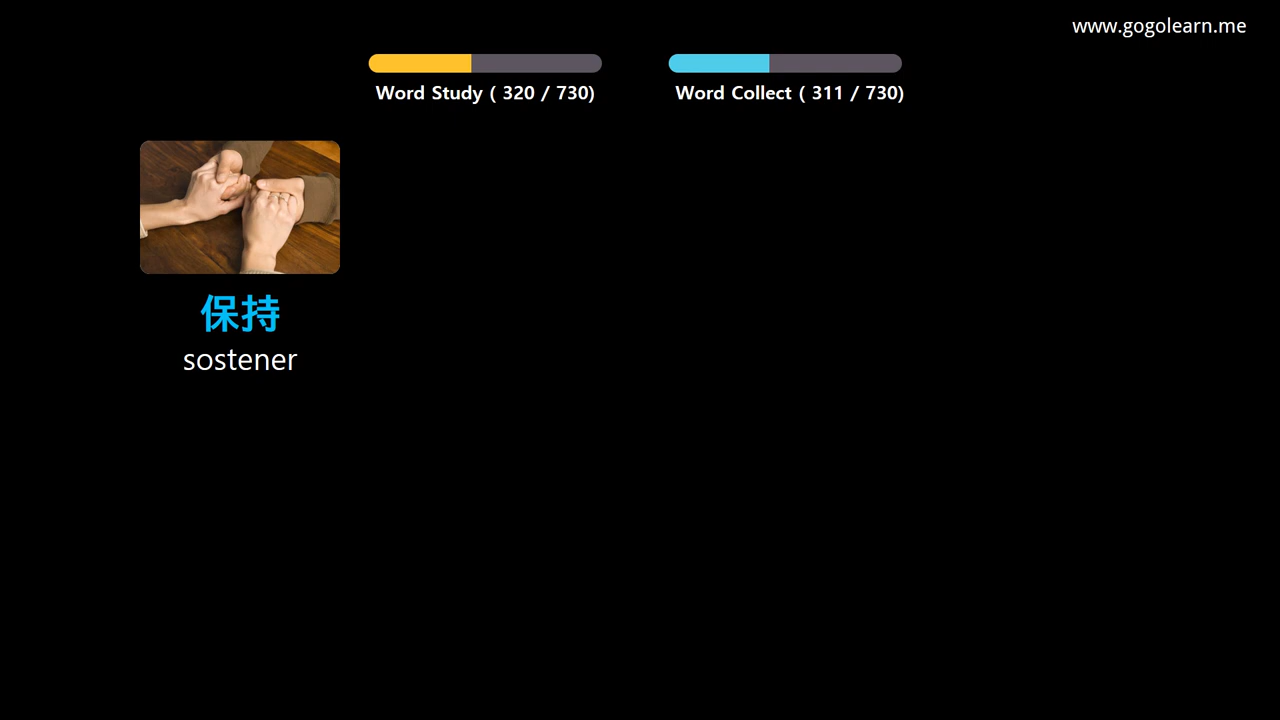 www.gogolearn.me
Word Study ( 320 / 730)
Word Collect ( 311 / 730)
保持
sostener